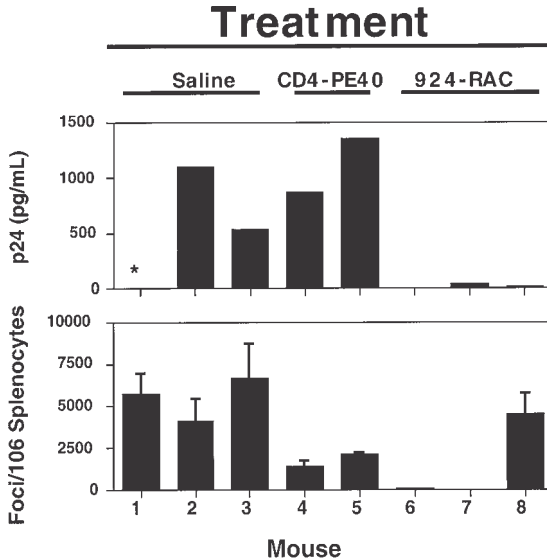 Treatment
Saline CD4-PE40 924-RAC
p24 (pg/mL)
1500
1000
500
0
*
Foci/106 Splenocytes
10000
7500
5000
2500
0
1 2 3 4 5 6 7 8
Mouse